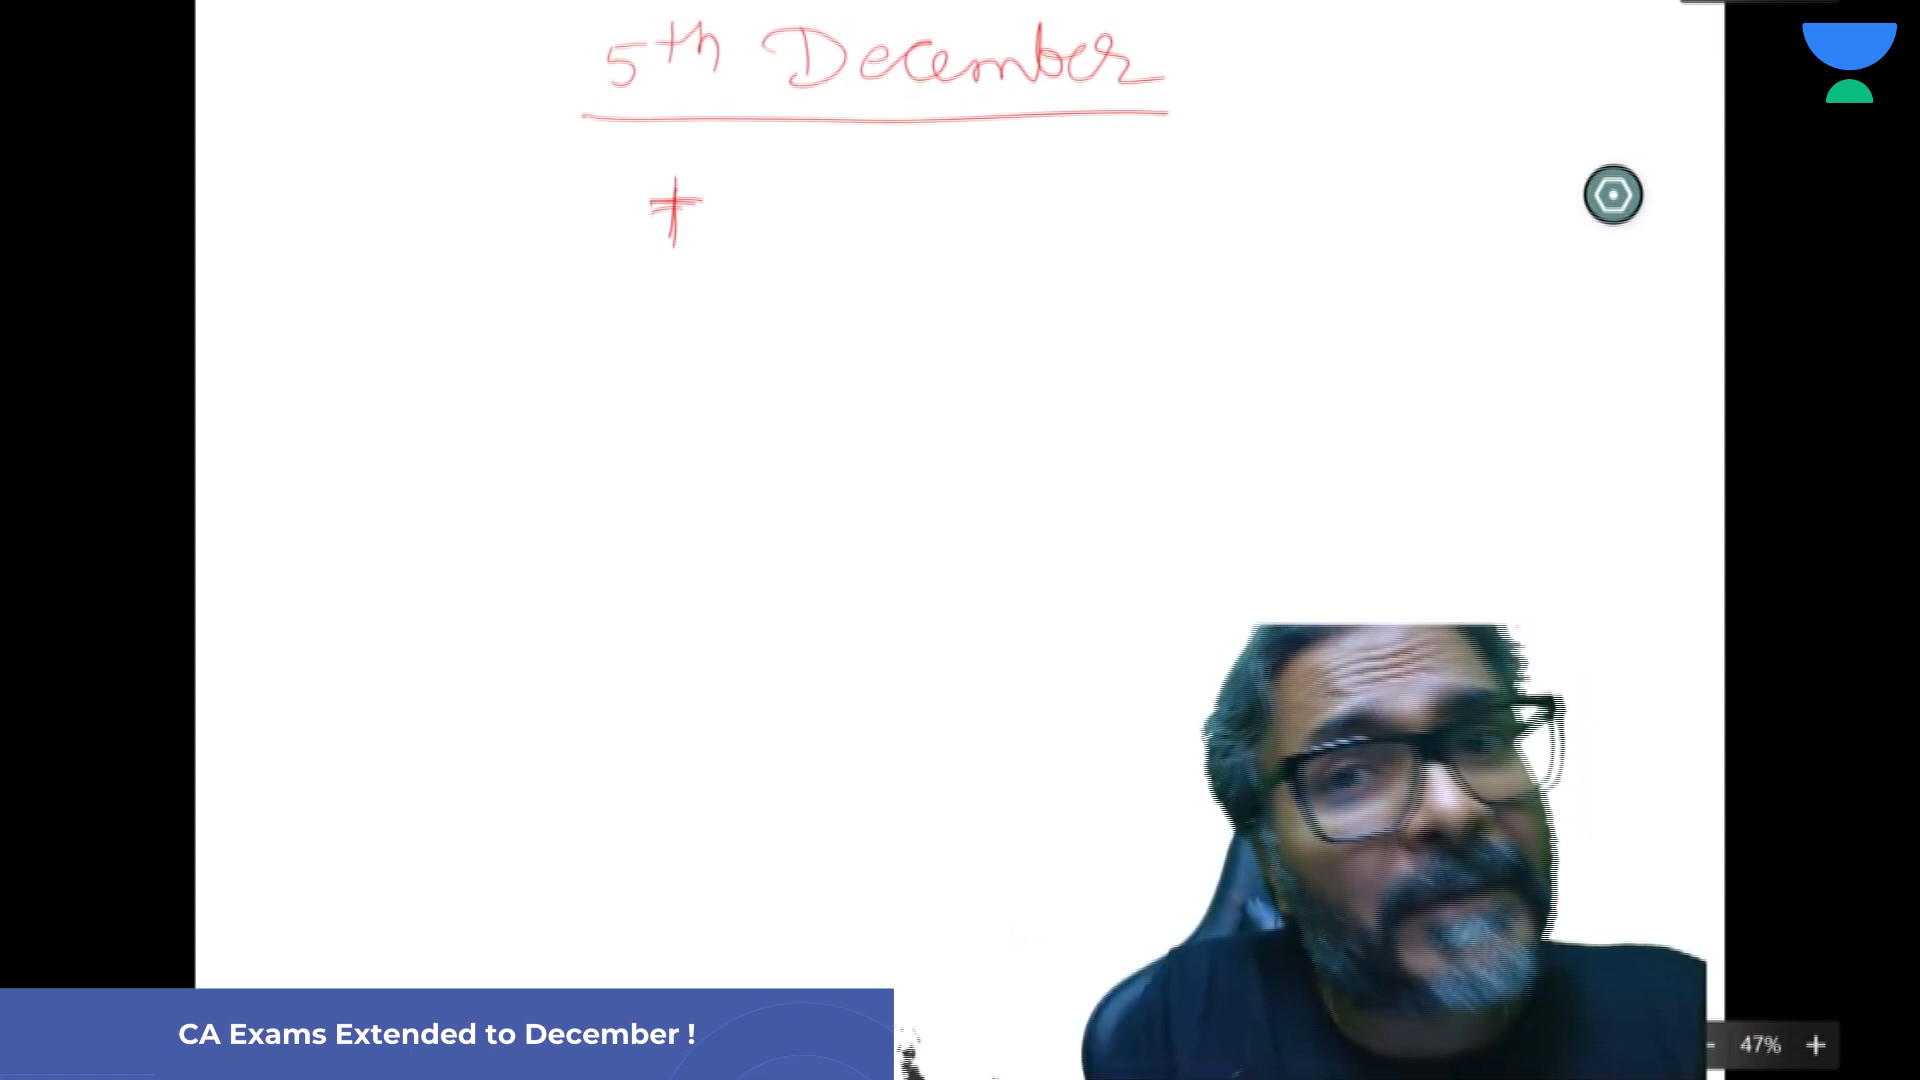 5th December
+
CA Exams Extended to December !
- 47% +